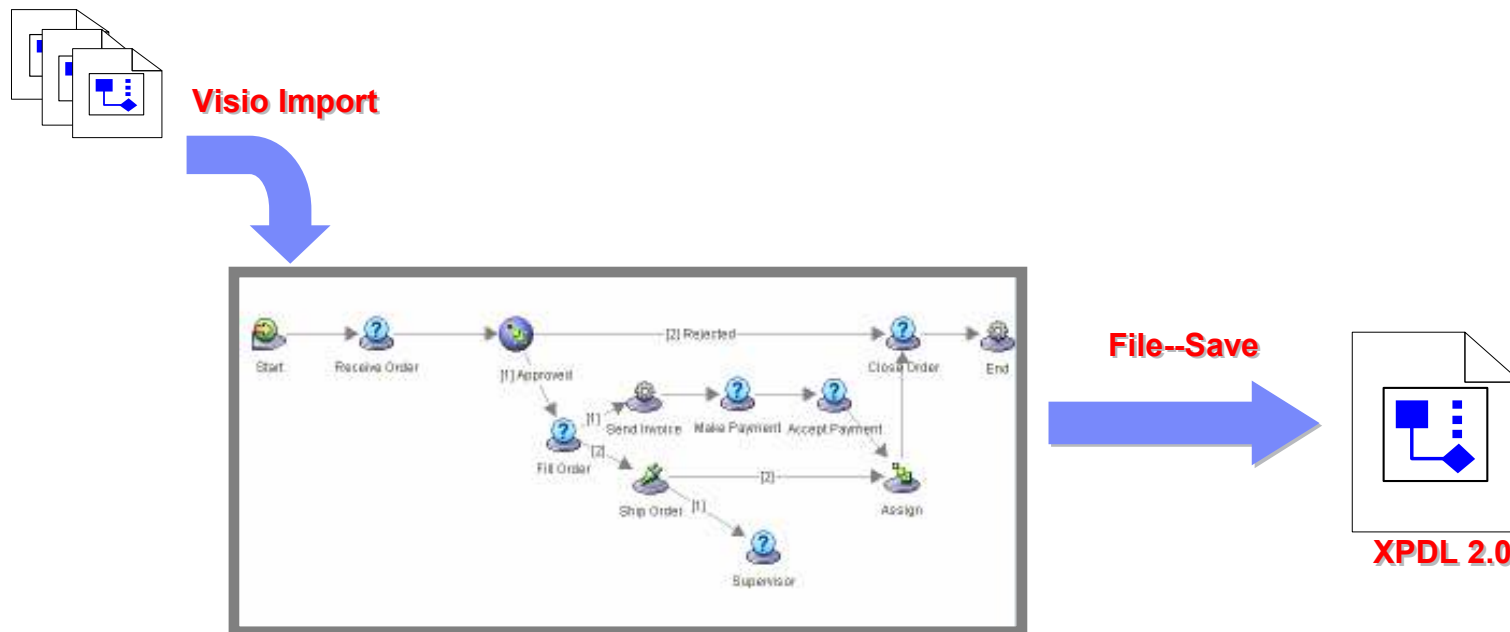 Visio Import
[2] Rejected
Start
Receive Order
Close Order
End
[1] Approved
[1]
Send Invoice
Make Payment
Accept Payment
[2]
Fill Order
[2]
Ship Order
[1]
Assign
Supervisor
File--Save
XPDL 2.0